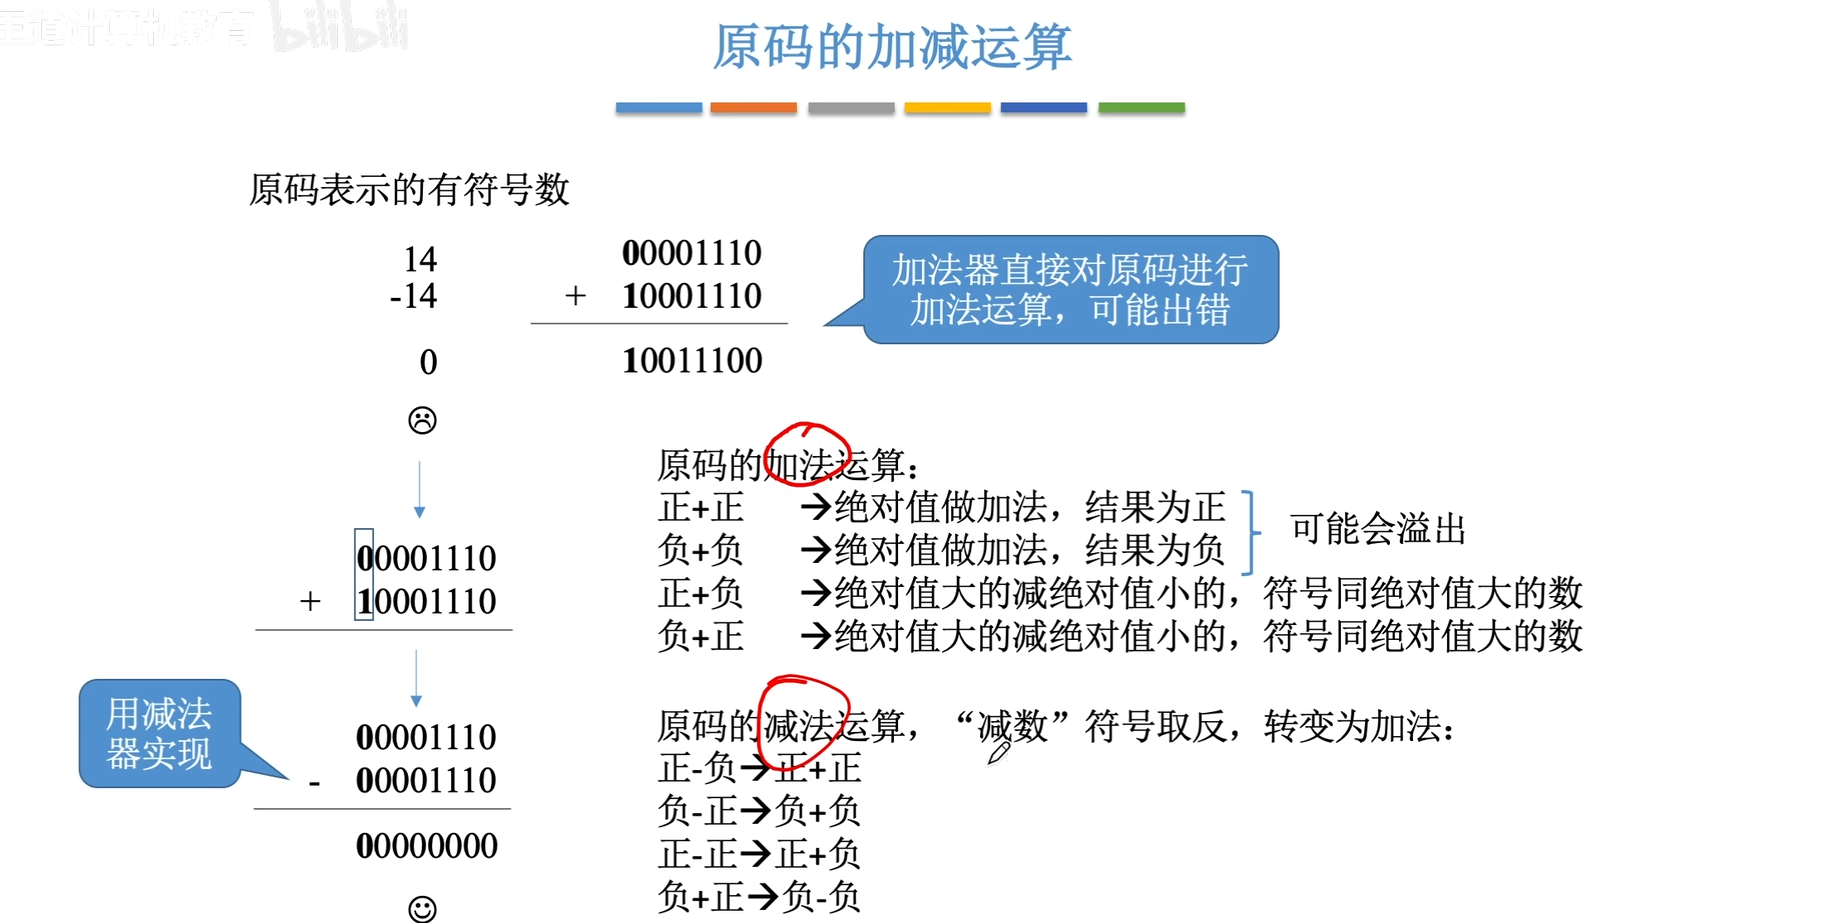 王道计算机教育 bilibili
原码的加减运算
原码表示的有符号数
14
-14
0
00001110
+ 10001110
10011100
加法器直接对原码进行
加法运算，可能出错
00001110
+ 10001110
用减法
器实现
00001110
- 00001110
00000000
原码的加法运算：
正+正 →绝对值做加法，结果为正
负+负 →绝对值做加法，结果为负
可能会溢出
正+负 →绝对值大的减绝对值小的，符号同绝对值大的数
负+正 →绝对值大的减绝对值小的，符号同绝对值大的数
原码的减法运算，“减数”符号取反，转变为加法：
正-负→正+正
负-正→负+负
正-正→正+负
负+正→负-负